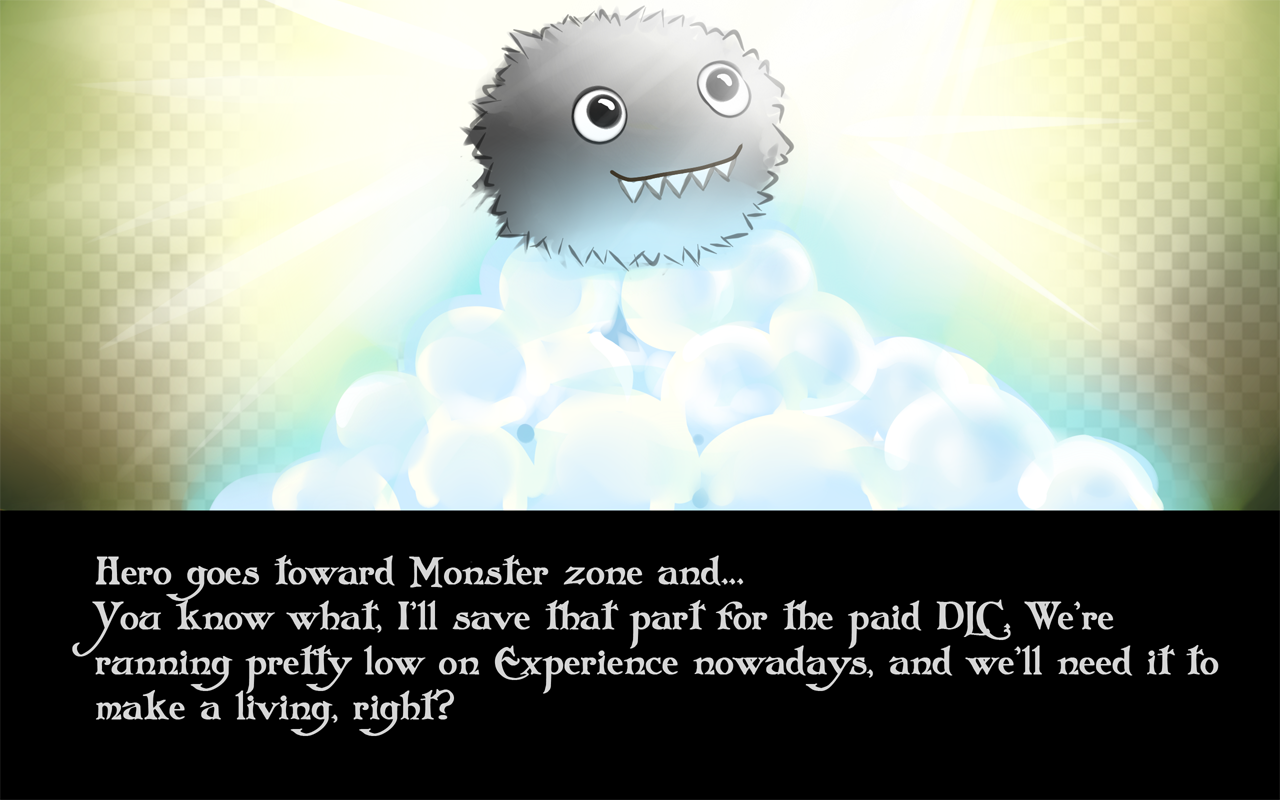 Hero goes toward Monster zone and...
You know what, I'll save that part for the paid DLC. We're
running pretty low on Experience nowadays, and we'll need it to
make a living, right?